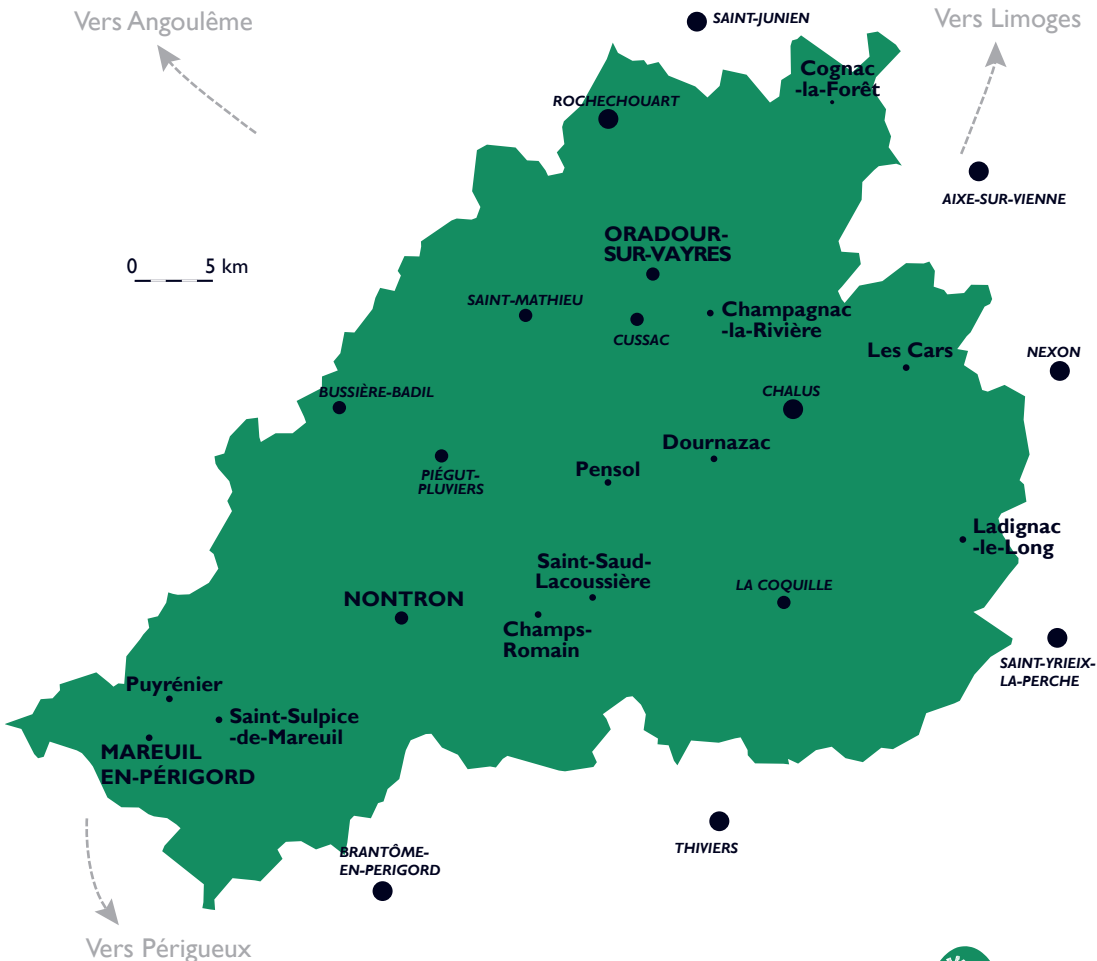 Vers Angoulême
SAINT-JUNIEN
Vers Limoges
Cognac
-la-Forêt
ROCHECHOUART
AIXE-SUR-VIENNE
ORADOUR-
SUR-VAYRES
0 5 km
SAINT-MATHIEU
Champagnac
-la-Rivière
CUSSAC
Les Cars
NEXON
BUSSIÈRE-BADIL
CHALUS
Dournazac
Pensol
PIÉGUT-
PLUVIERS
Ladignac
-le-Long
Saint-Saud-
Lacoussière
LA COQUILLE
NONTRON
Champs-
Romain
SAINT-YRIEIX-
LA-PERCHE
Puyrénier
Saint-Sulpice
-de-Mareuil
MAREUIL
EN-PÉRIGORD
THIVIERS
BRANTÔME-
EN-PERIGORD
Vers Périgueux